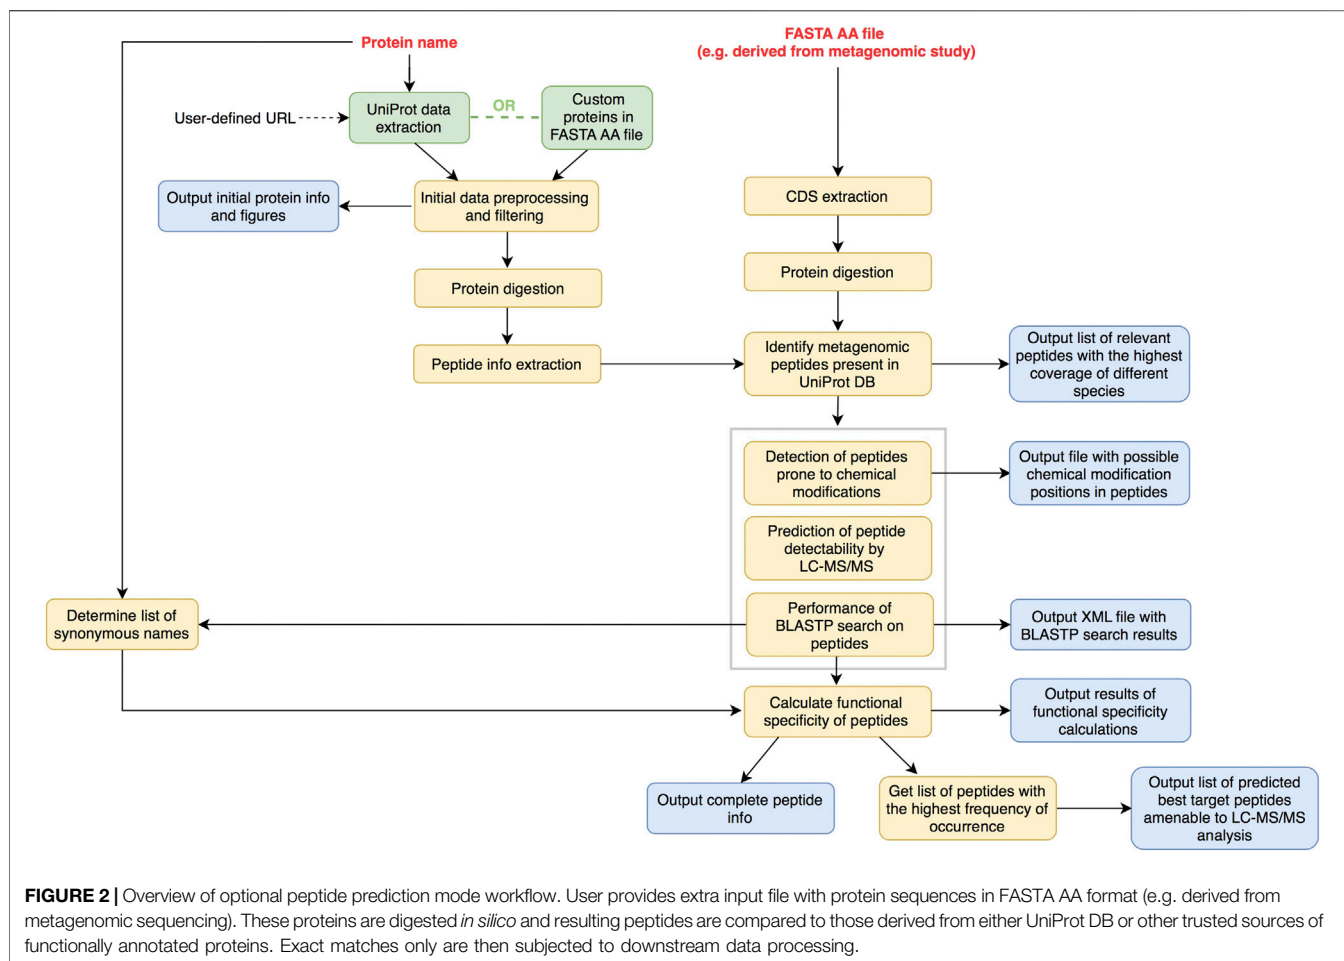 Protein name
FASTA AA file
(e.g. derived from metagenomic study)
User-defined URL
UniProt data
extraction
OR
Custom
proteins in
FASTA AA file
Output initial protein info
and figures
Initial data preprocessing
and filtering
CDS extraction
Protein digestion
Protein digestion
Peptide info extraction
Identify metagenomic
peptides present in
UniProt DB
Output list of relevant
peptides with the highest
coverage of different
species
Detection of peptides
prone to chemical
modifications
Output file with possible
chemical modification
positions in peptides
Prediction of peptide
detectability by
LC-MS/MS
Determine list of
synonymous names
Performance of
BLASTP search on
peptides
Output XML file with
BLASTP search results
Calculate functional
specificity of peptides
Output results of
functional specificity
calculations
Output complete peptide
info
Get list of peptides with
the highest frequency of
occurrence
Output list of predicted
best target peptides
amenable to LC-MS/MS
analysis
FIGURE 2 | Overview of optional peptide prediction mode workflow. User provides extra input file with protein sequences in FASTA AA format (e.g. derived from
metagenomic sequencing). These proteins are digested in silico and resulting peptides are compared to those derived from either UniProt DB or other trusted sources of
functionally annotated proteins. Exact matches only are then subjected to downstream data processing.